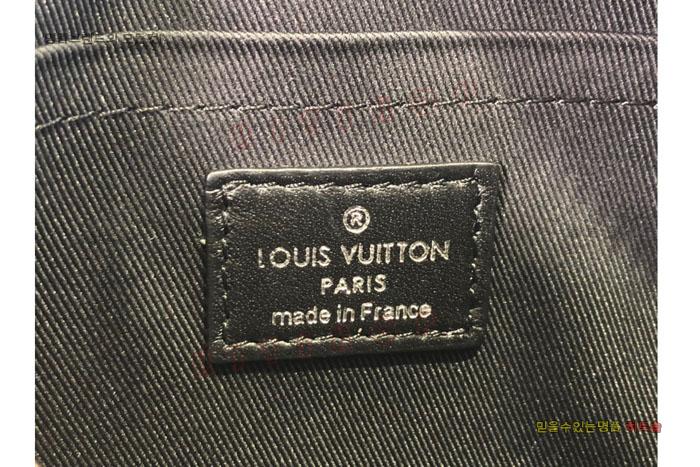 ®
LOUIS VUITTON
PARIS
made in France
믿을수있는명품